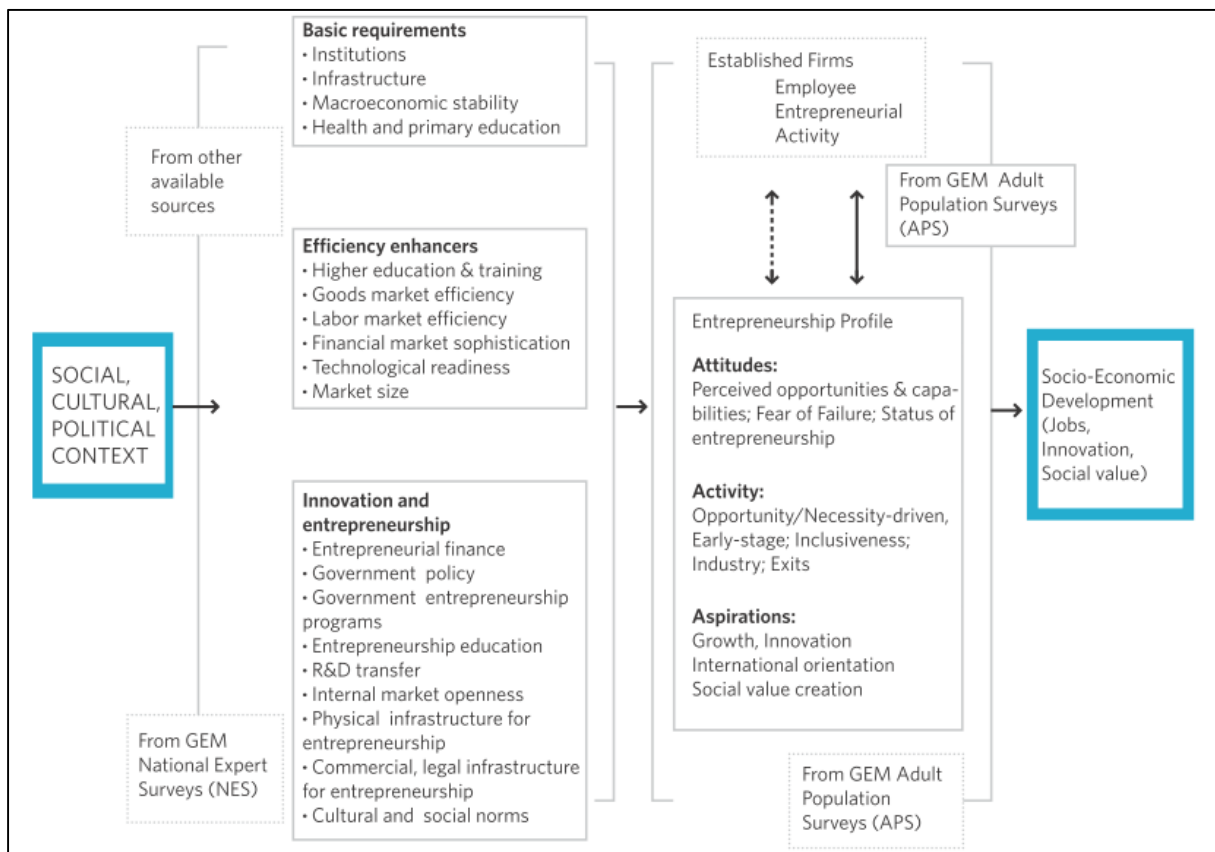 Basic requirements
· Institutions
· Infrastructure
· Macroeconomic stability
· Health and primary education
From other
available
sources
Efficiency enhancers
· Higher education & training
· Goods market efficiency
· Labor market efficiency
· Financial market sophistication
· Technological readiness
· Market size
SOCIAL,
CULTURAL,
POLITICAL
CONTEXT
Innovation and
entrepreneurship
· Entrepreneurial finance
· Government policy
· Government entrepreneurship
programs
· Entrepreneurship education
· R&D transfer
· Internal market openness
· Physical infrastructure for
entrepreneurship
· Commercial, legal infrastructure
for entrepreneurship
· Cultural and social norms
From GEM
National Expert
Surveys (NES)
Established Firms
Employee
Entrepreneurial
Activity
From GEM Adult
Population Surveys
(APS)
Entrepreneurship Profile
Attitudes:
Perceived opportunities & capa-
bilities; Fear of Failure; Status of
entrepreneurship
Activity:
Opportunity/Necessity-driven,
Early-stage; Inclusiveness;
Industry; Exits
Aspirations:
Growth, Innovation
International orientation
Social value creation
From GEM Adult
Population
Surveys (APS)
Socio-Economic
Development
(Jobs,
Innovation,
Social value)